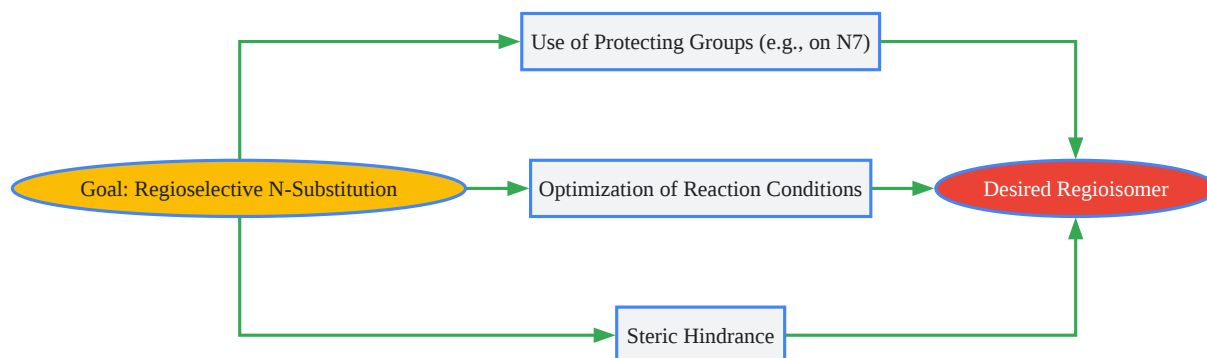 Use of Protecting Groups (e.g., on N7)
Goal: Regioselective N-Substitution
Optimization of Reaction Conditions
Desired Regioisomer
Steric Hindrance